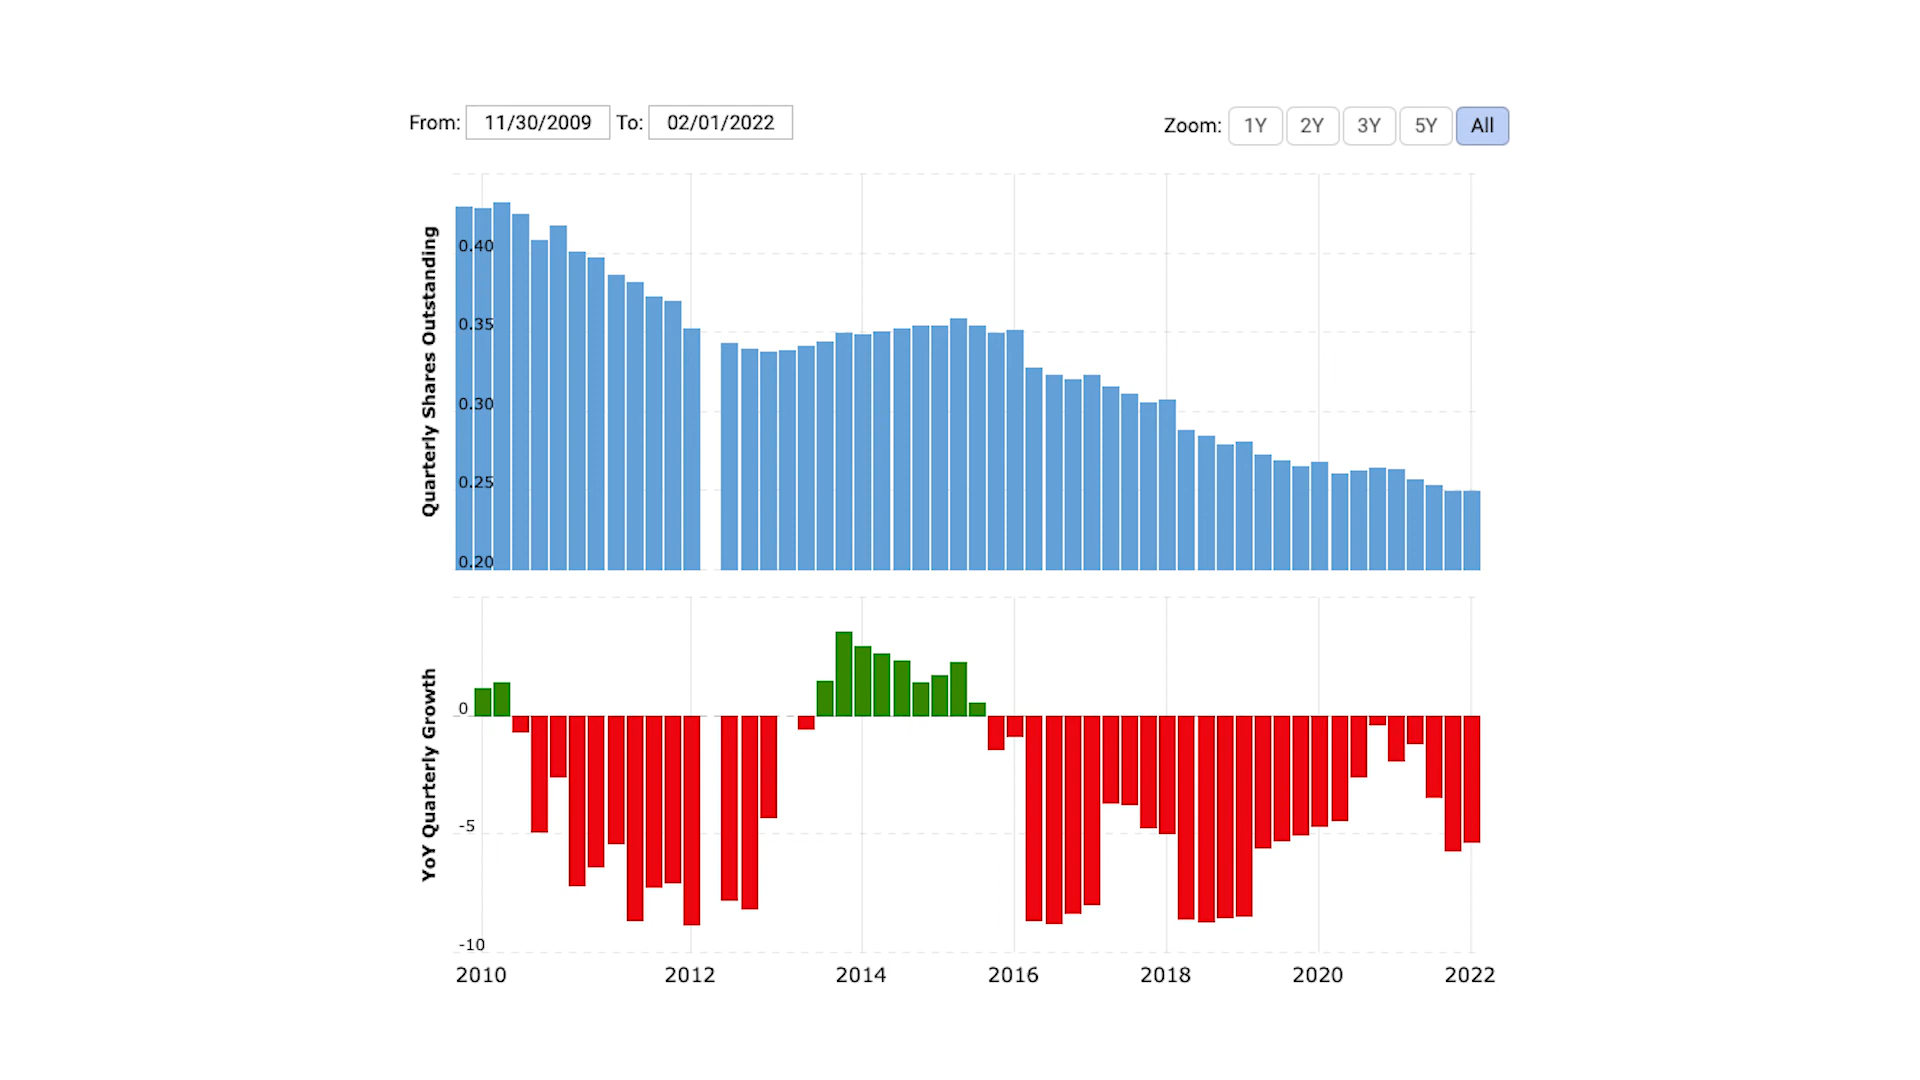 From: 11/30/2009 To: 02/01/2022
Zoom: 1Y 2Y 3Y 5Y All
Quarterly Shares Outstanding
0.40
0.35
0.30
0.25
0.20
YoY Quarterly Growth
0
-5
-10
2010 2012 2014 2016 2018 2020 2022